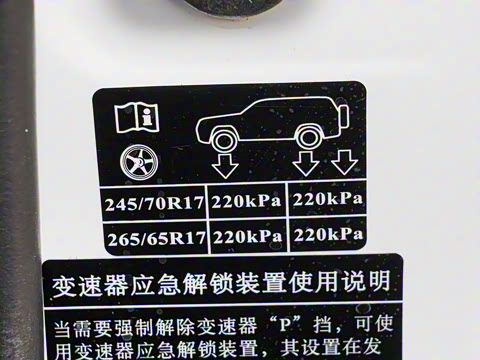 245/70R17 220kPa 220kPa
265/65R17 220kPa 220kPa
变速器应急解锁装置使用说明
当需要强制解除变速器“P”挡，可使
用变速器应急解锁装置，其设置在发